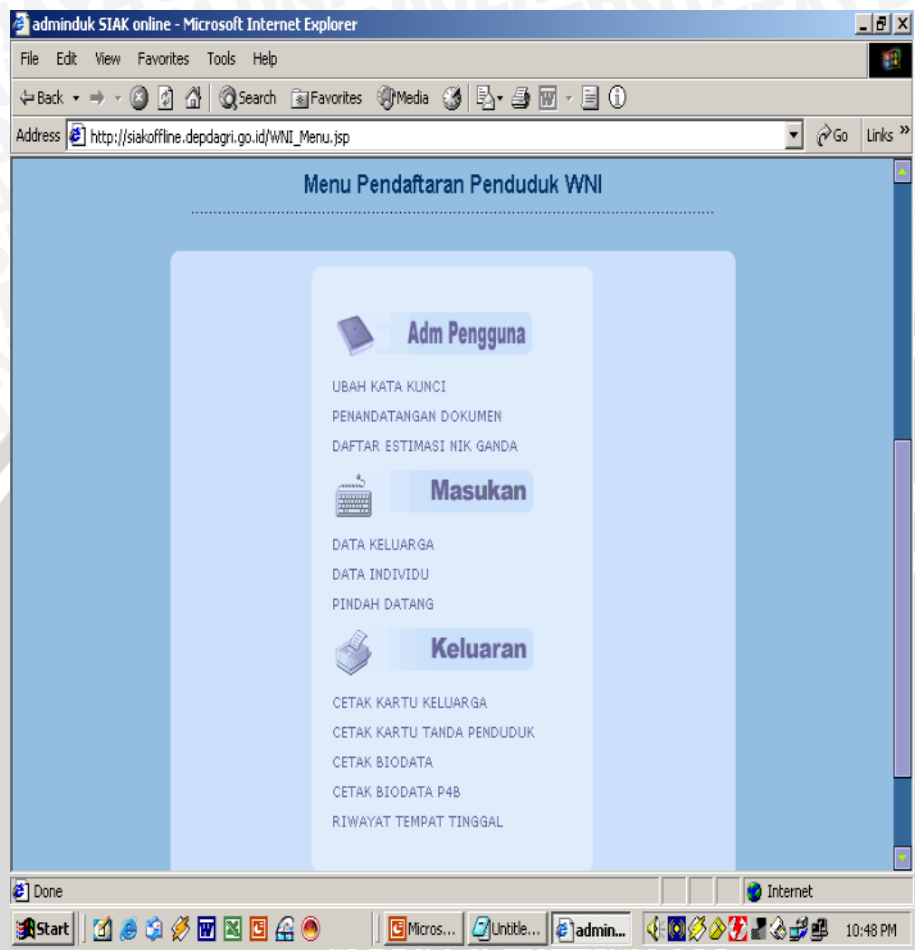 adminduk SIAK online - Microsoft Internet Explorer
File Edit View Favorites Tools Help
Back Search Favorites Media
Address http://siakoffline.depdagri.go.id/WNI_Menu.jsp Go Links »
Menu Pendaftaran Penduduk WNI
Adm Pengguna
UBAH KATA KUNCI
PENANDATANGAN DOKUMEN
DAFTAR ESTIMASI NIK GANDA
Masukan
DATA KELUARGA
DATA INDIVIDU
PINDAH DATANG
Keluaran
CETAK KARTU KELUARGA
CETAK KARTU TANDA PENDUDUK
CETAK BIODATA
CETAK BIODATA P4B
RIWAYAT TEMPAT TINGGAL
Done Internet
Start Micros... Untitle... admin... 10:48 PM